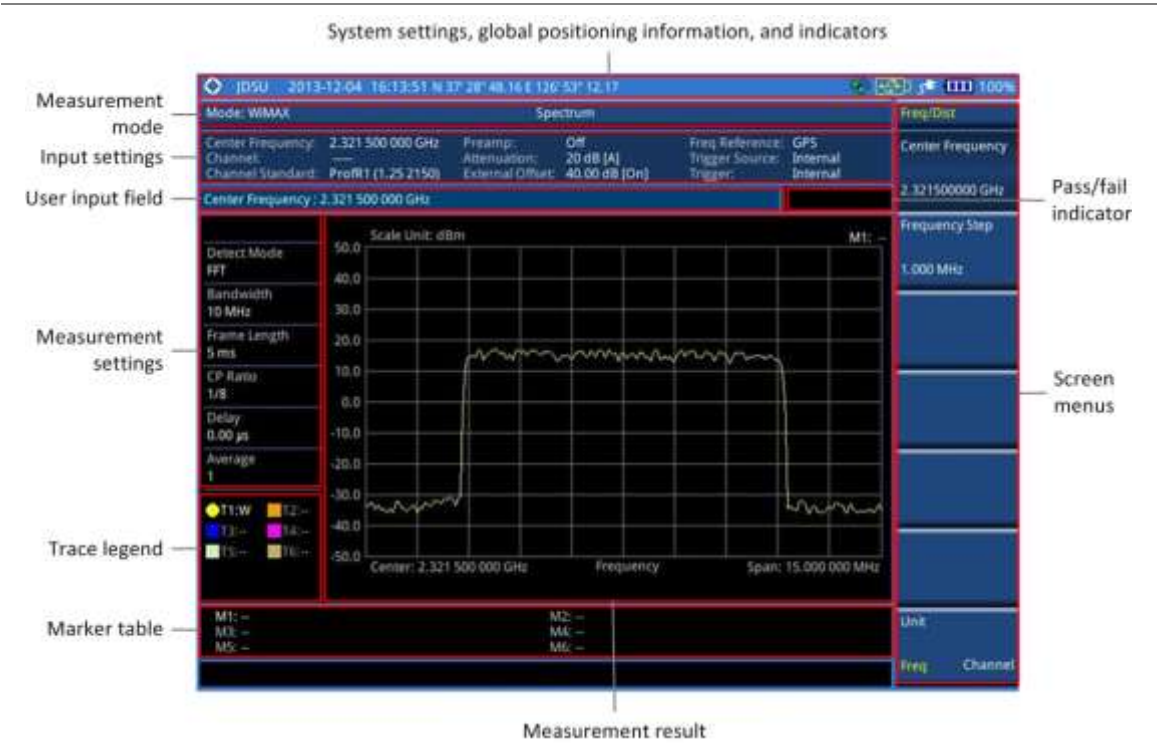 System settings, global positioning information, and indicators
JDSU 2013-12-04 16:13:51 N 37° 28" 48.16 E 126° 53" 12.17 100%
Measurement
mode
Mode: WiMAX Spectrum Freq/Dist
Input settings
Center Frequency: 2.321 500 000 GHz Preamp: Off Freq Reference: GPS
Channel: ---- Attenuation: 20 dB [A] Trigger Source: Internal
Channel Standard: ProfR1 (1.25 2150) External Offset: 40.00 dB [On] Trigger: Internal
Center Frequency
2.321500000 GHz
User input field
Center Frequency : 2.321 500 000 GHz
Pass/fail
indicator
Frequency Step
1.000 MHz
Scale Unit: dBm M1: --
Measurement
settings
Detect Mode
FFT
Bandwidth
10 MHz
Frame Length
5 ms
CP Ratio
1/8
Delay
0.00 µs
Average
1
50.0
40.0
30.0
20.0
10.0
0.0
-10.0
-20.0
-30.0
-40.0
-50.0
Screen
menus
Trace legend
T1:W T2:--
T3:-- T4:--
T5:-- T6:--
Center: 2.321 500 000 GHz Frequency Span: 15.000 000 MHz
Marker table
M1: -- M2: --
M3: -- M4: --
M5: -- M6: --
Unit
Freq Channel
Measurement result